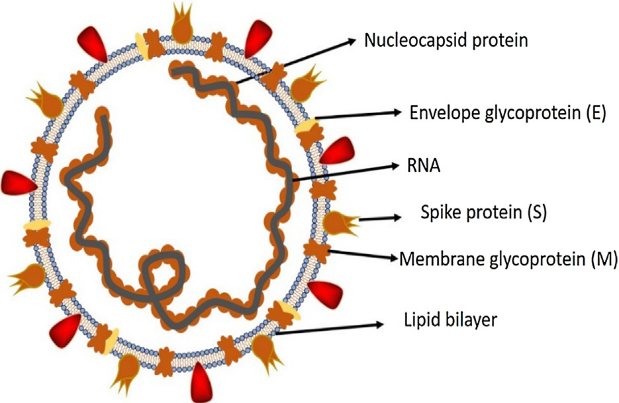 Nucleocapsid protein
Envelope glycoprotein (E)
RNA
Spike protein (S)
Membrane glycoprotein (M)
Lipid bilayer